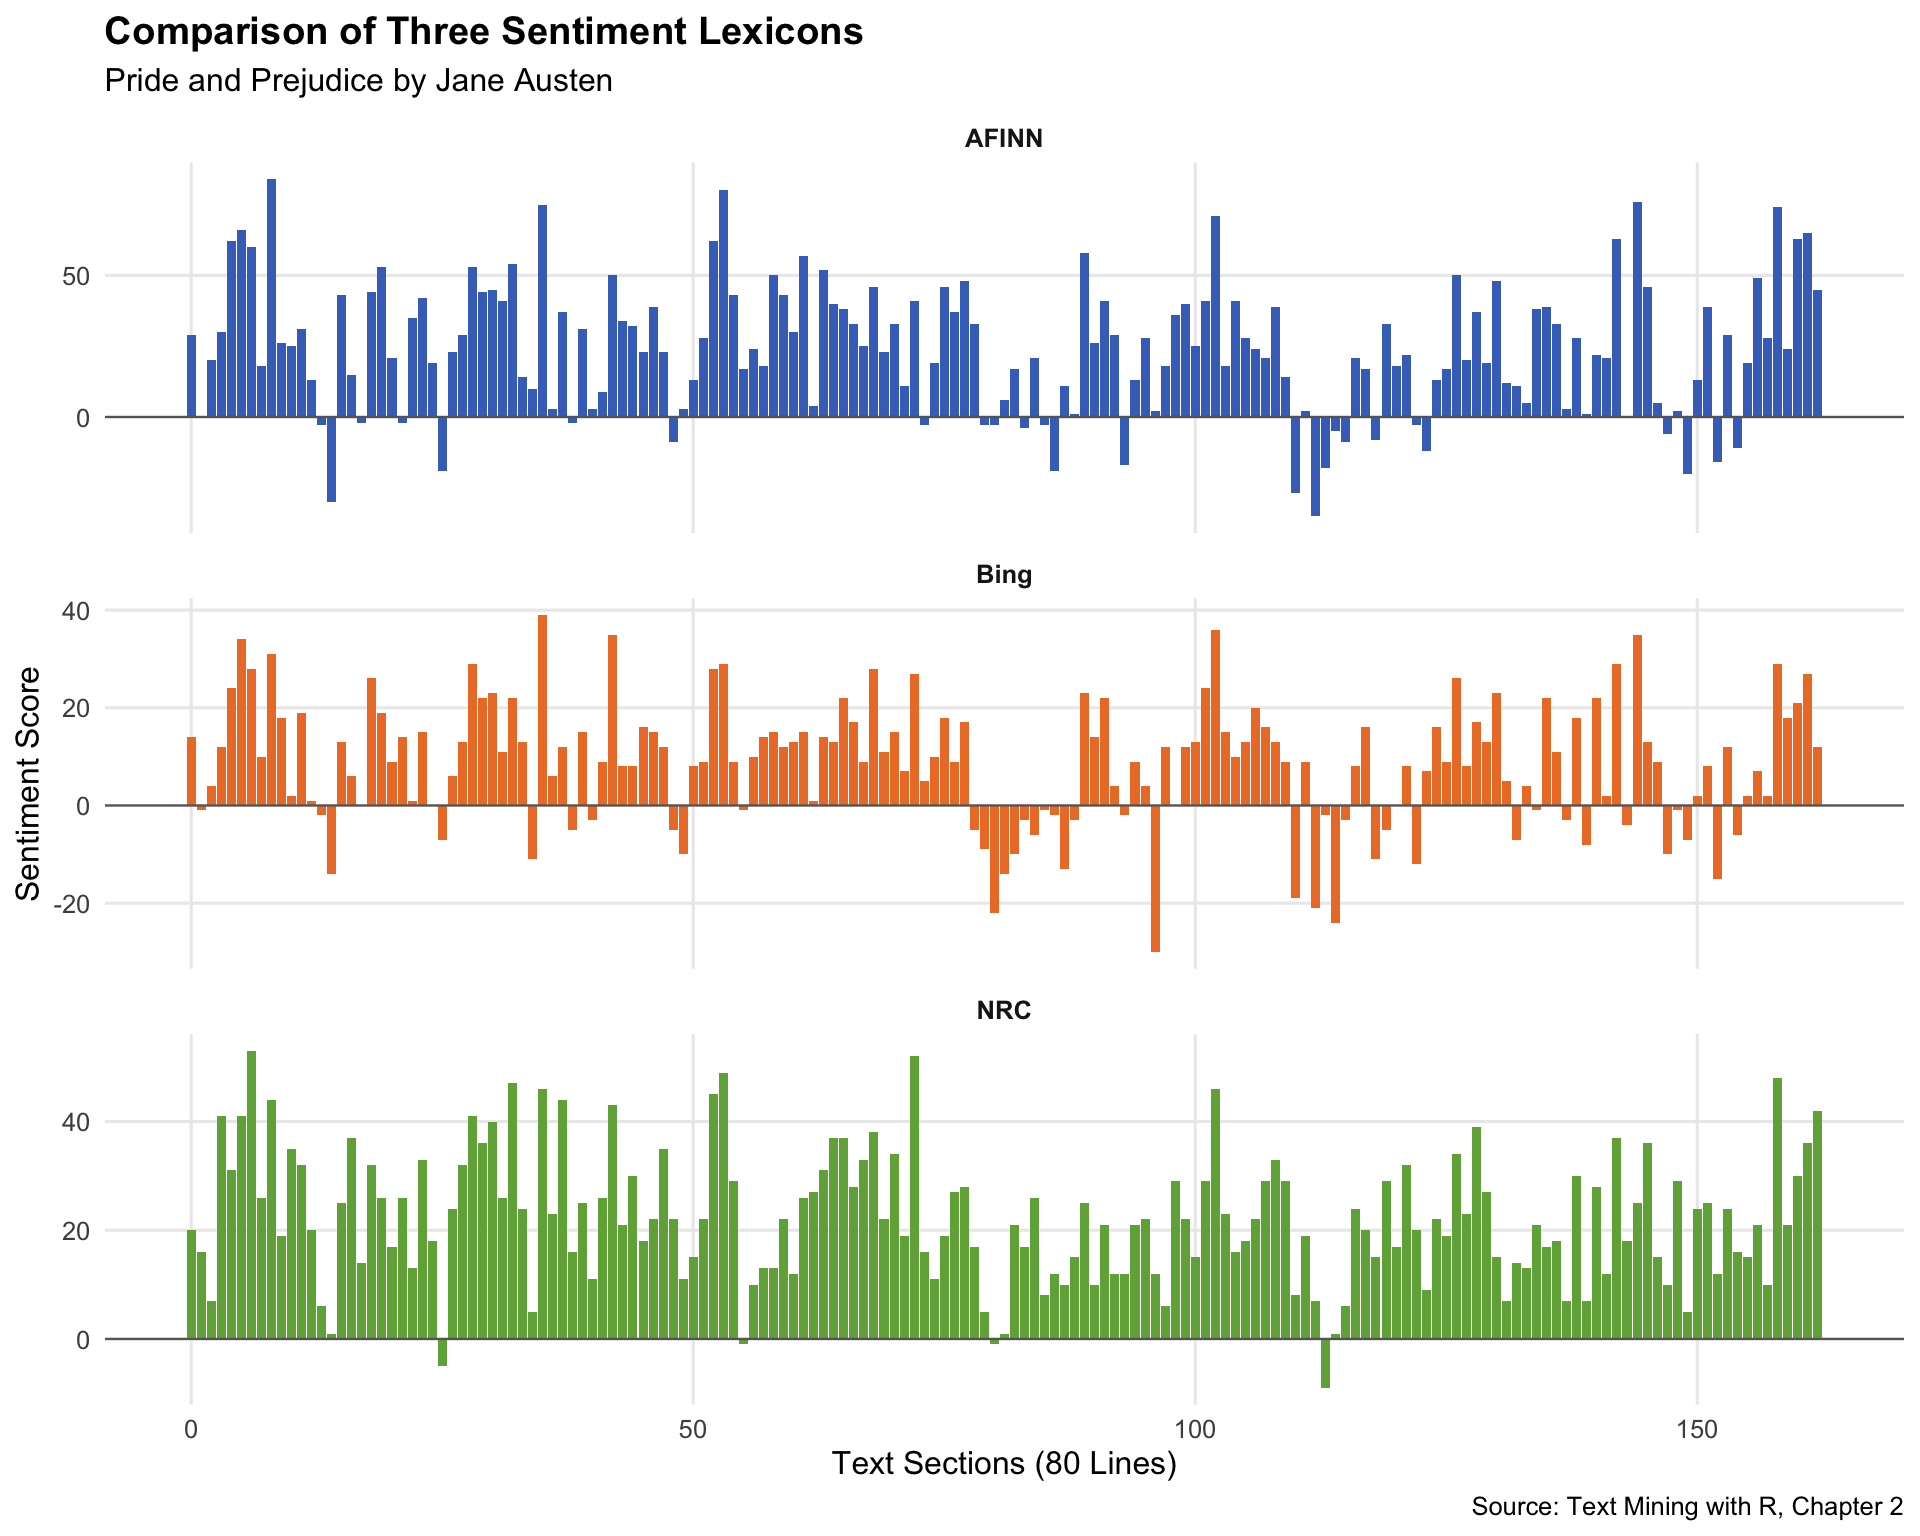 Comparison of Three Sentiment Lexicons
Pride and Prejudice by Jane Austen
AFINN
50
0
Bing
40
20
0
-20
NRC
40
20
0
0 50 100 150
Sentiment Score
Text Sections (80 Lines)
Source: Text Mining with R, Chapter 2